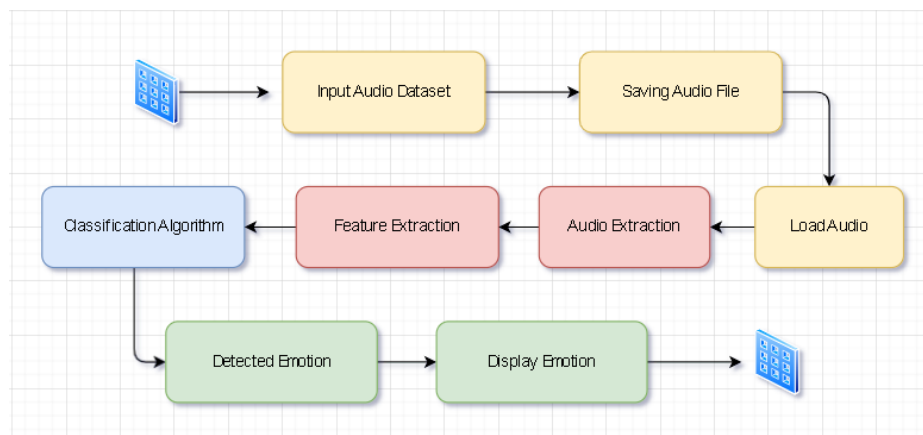 Input Audio Dataset
Saving Audio File
Load Audio
Audio Extraction
Feature Extraction
Classification Algorithm
Detected Emotion
Display Emotion